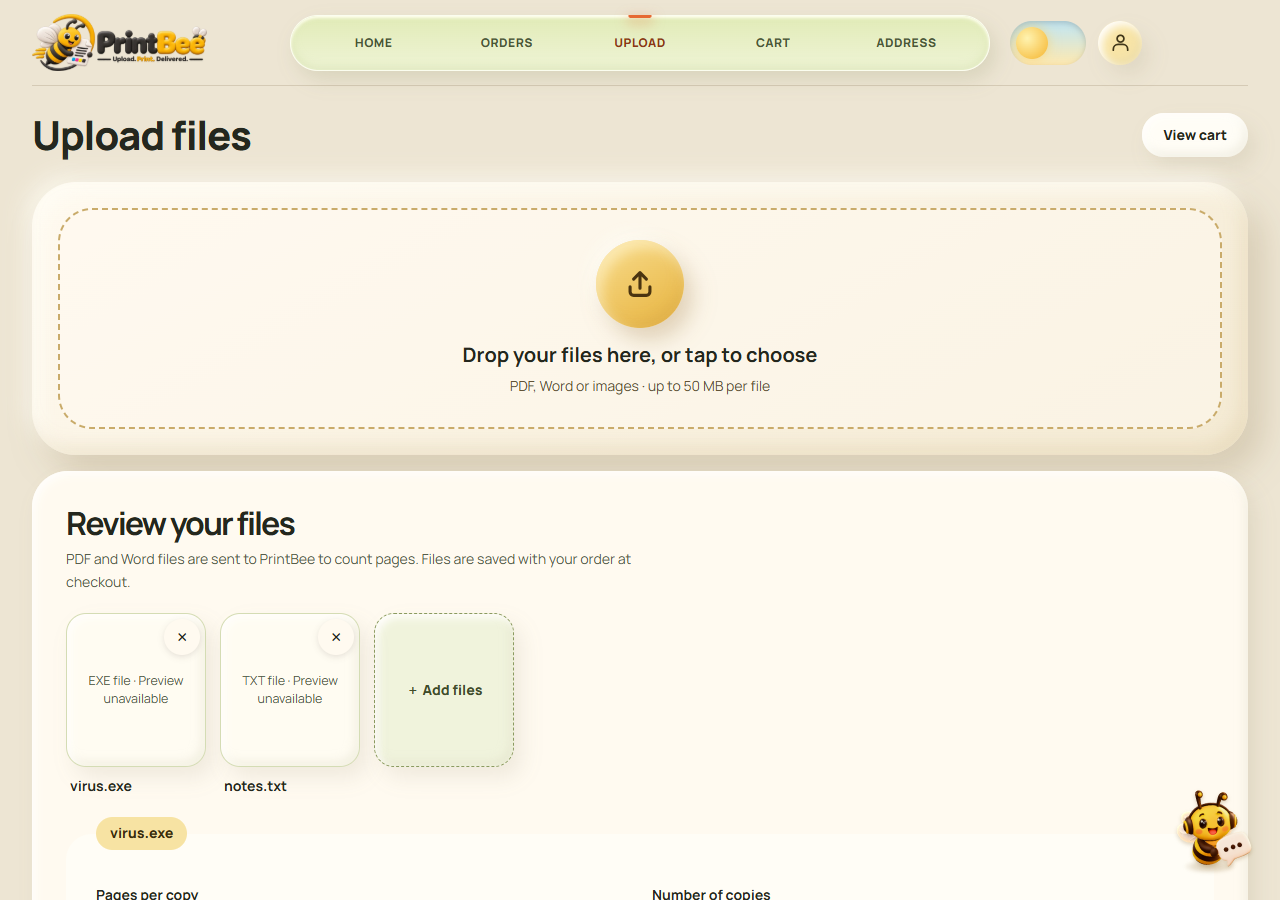 PrintBee
Upload. Print. Delivered.
HOME
ORDERS
UPLOAD
CART
ADDRESS
Upload files
View cart
Drop your files here, or tap to choose
PDF, Word or images · up to 50 MB per file
Review your files
PDF and Word files are sent to PrintBee to count pages. Files are saved with your order at
checkout.
×
EXE file · Preview
unavailable
×
TXT file · Preview
unavailable
+ Add files
virus.exe
notes.txt
virus.exe
Pages per copy
Number of copies